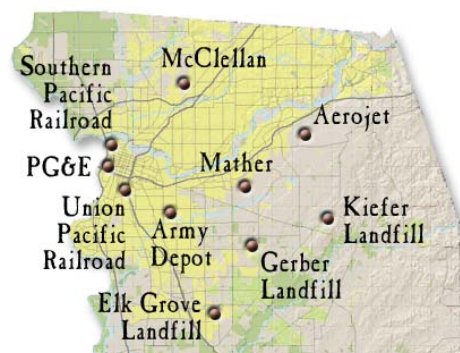 McClellan
Southern
Pacific
Railroad
Aerojet
PG&E
Mather
Union
Pacific
Railroad
Army
Depot
Kiefer
Landfill
Gerber
Landfill
Elk Grove
Landfill